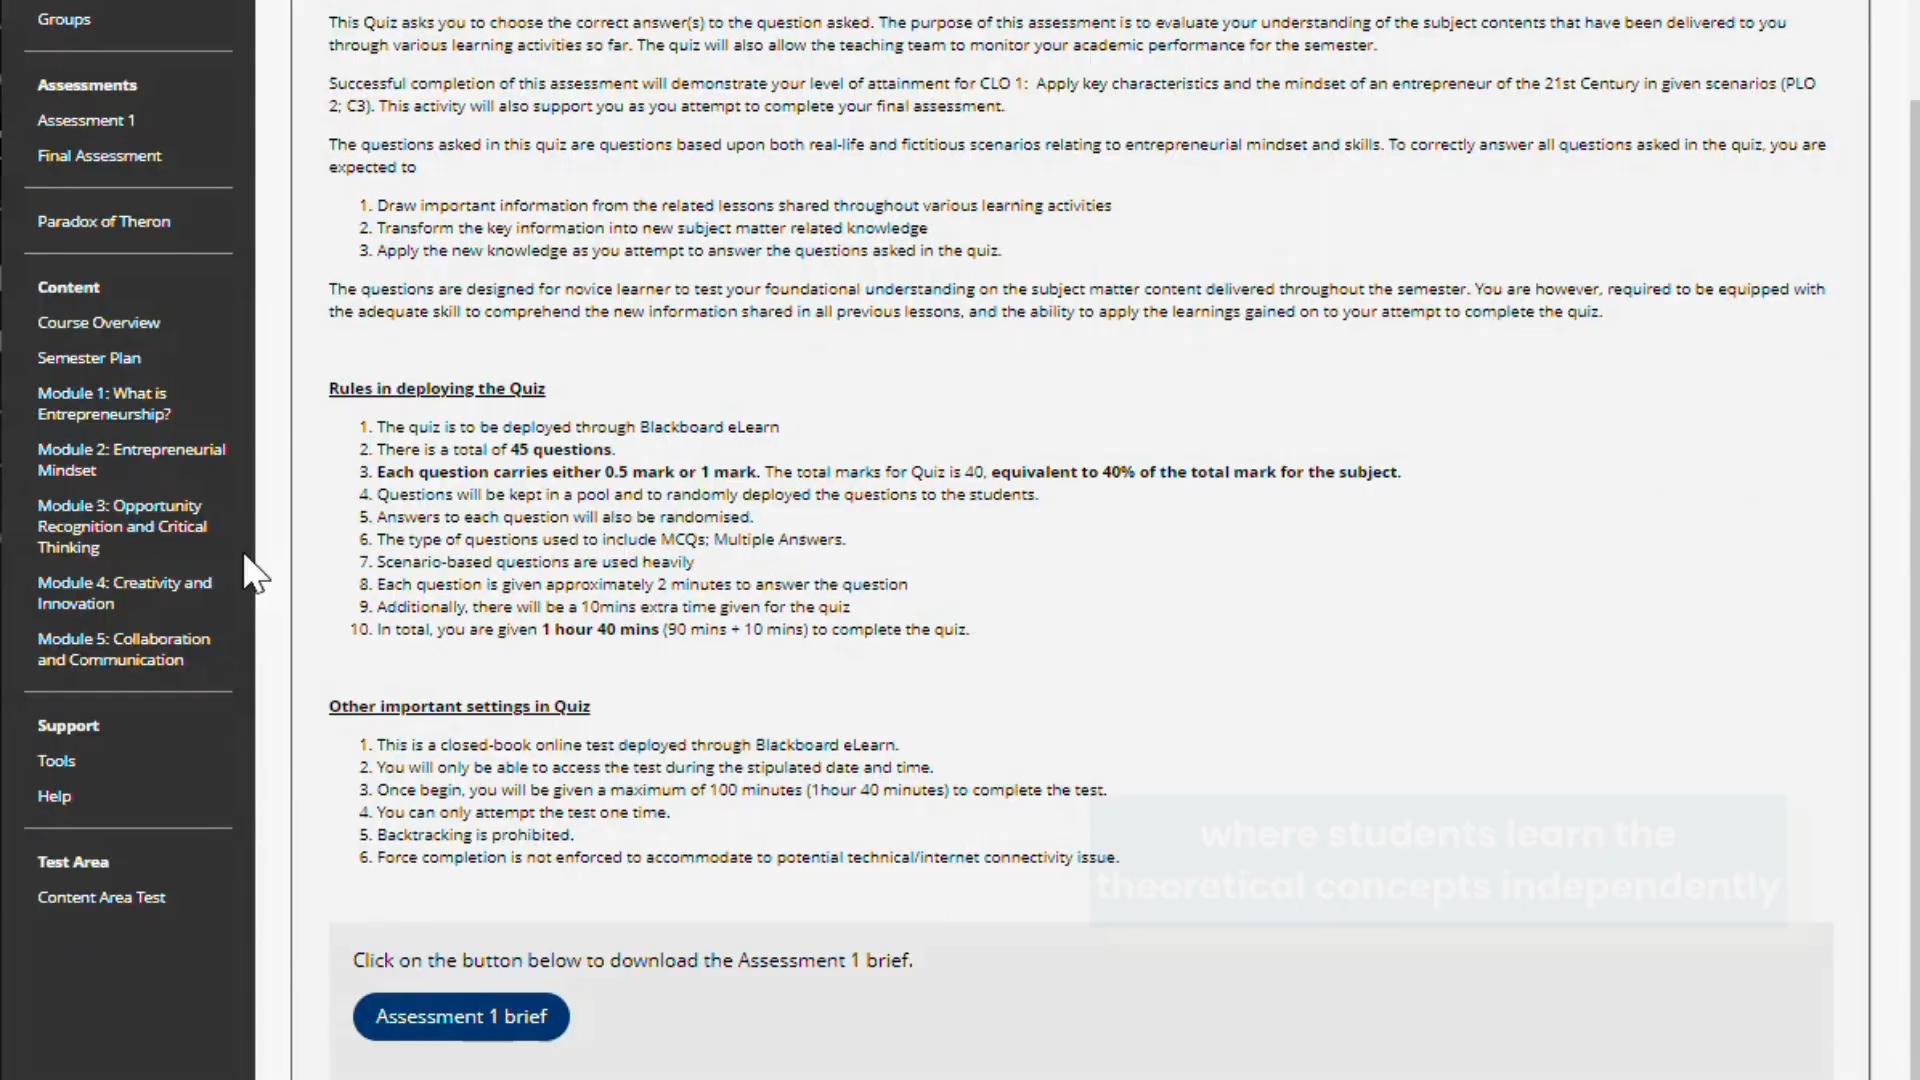 Groups
Assessments
Assessment 1
Final Assessment
Paradox of Theron
Content
Course Overview
Semester Plan
Module 1: What is
Entrepreneurship?
Module 2: Entrepreneurial
Mindset
Module 3: Opportunity
Recognition and Critical
Thinking
Module 4: Creativity and
Innovation
Module 5: Collaboration
and Communication
Support
Tools
Help
Test Area
Content Area Test
This Quiz asks you to choose the correct answer(s) to the question asked. The purpose of this assessment is to evaluate your understanding of the subject contents that have been delivered to you
through various learning activities so far. The quiz will also allow the teaching team to monitor your academic performance for the semester.
Successful completion of this assessment will demonstrate your level of attainment for CLO 1: Apply key characteristics and the mindset of an entrepreneur of the 21st Century in given scenarios (PLO
2; C3). This activity will also support you as you attempt to complete your final assessment.
The questions asked in this quiz are questions based upon both real-life and fictitious scenarios relating to entrepreneurial mindset and skills. To correctly answer all questions asked in the quiz, you are
expected to
1. Draw important information from the related lessons shared throughout various learning activities
2. Transform the key information into new subject matter related knowledge
3. Apply the new knowledge as you attempt to answer the questions asked in the quiz.
The questions are designed for novice learner to test your foundational understanding on the subject matter content delivered throughout the semester. You are however, required to be equipped with
the adequate skill to comprehend the new information shared in all previous lessons, and the ability to apply the learnings gained on to your attempt to complete the quiz.
Rules in deploying the Quiz
1. The quiz is to be deployed through Blackboard eLearn
2. There is a total of 45 questions.
3. Each question carries either 0.5 mark or 1 mark. The total marks for Quiz is 40, equivalent to 40% of the total mark for the subject.
4. Questions will be kept in a pool and to randomly deployed the questions to the students.
5. Answers to each question will also be randomised.
6. The type of questions used to include MCQs; Multiple Answers.
7. Scenario-based questions are used heavily
8. Each question is given approximately 2 minutes to answer the question
9. Additionally, there will be a 10mins extra time given for the quiz
10. In total, you are given 1 hour 40 mins (90 mins + 10 mins) to complete the quiz.
Other important settings in Quiz
1. This is a closed-book online test deployed through Blackboard eLearn.
2. You will only be able to access the test during the stipulated date and time.
3. Once begin, you will be given a maximum of 100 minutes (1hour 40 minutes) to complete the test.
4. You can only attempt the test one time.
5. Backtracking is prohibited.
6. Force completion is not enforced to accommodate to potential technical/internet connectivity issue.
where students learn the
theoretical concepts independently
Click on the button below to download the Assessment 1 brief.
Assessment 1 brief